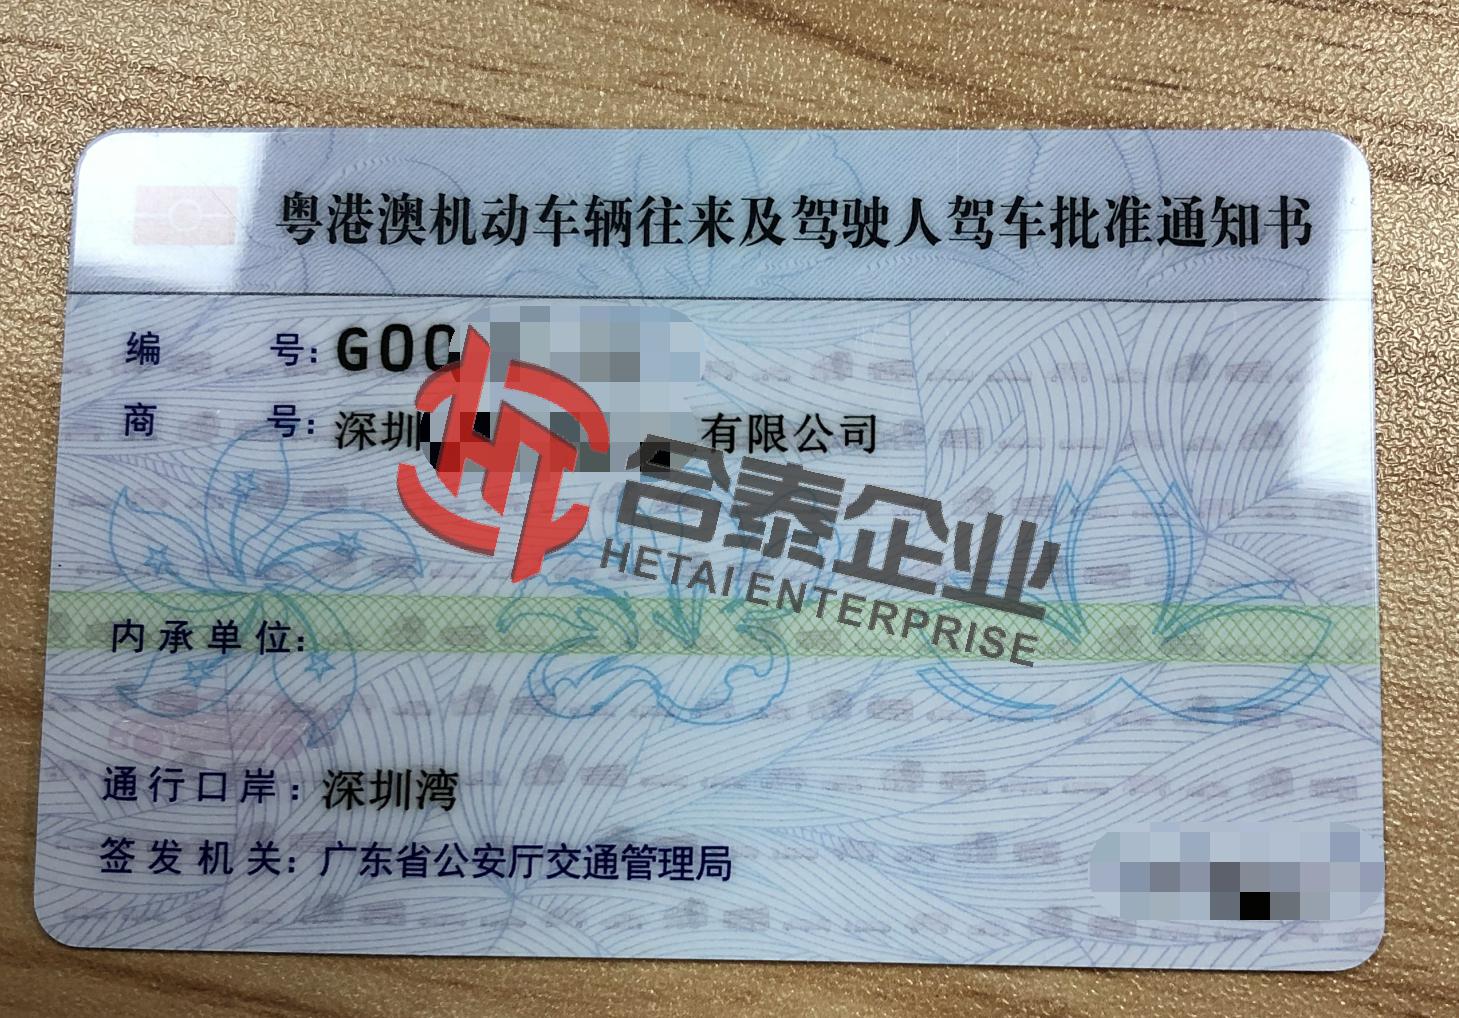 粤港澳机动车辆往来及驾驶人驾车批准通知书
编 号: G00
商 号: 深圳 有限公司
合泰企业
HETAI ENTERPRISE
内承单位:
通行口岸: 深圳湾
签发机关: 广东省公安厅交通管理局